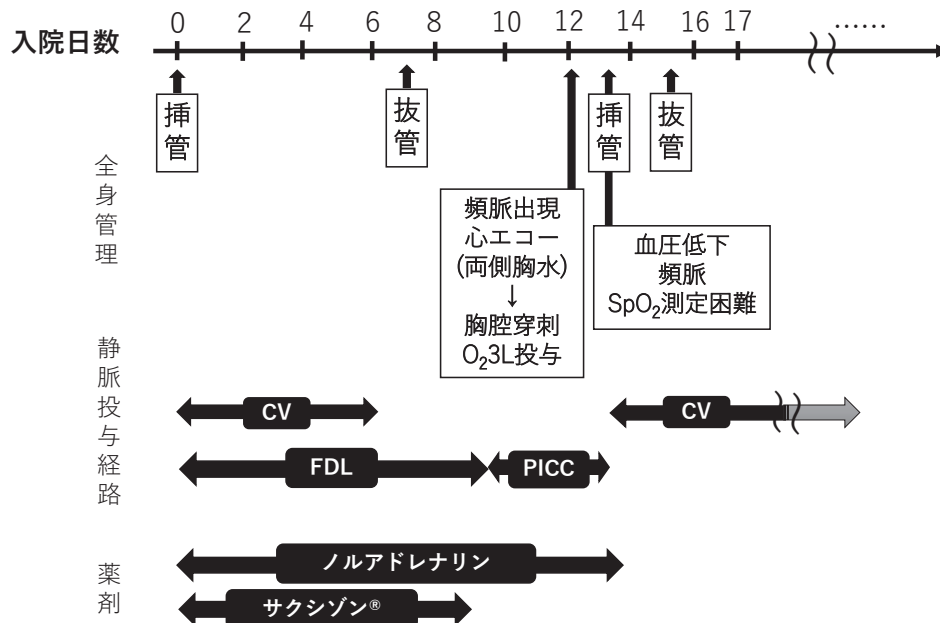 0 2 4 6 8 10 12 14 16 17 ……
入院日数
挿管
抜管
挿管
抜管
全身管理
頻脈出現
心エコー
(両側胸水)
↓
胸腔穿刺
O₂3L投与
血圧低下
頻脈
SpO₂測定困難
静脈投与経路
CV
CV
FDL
PICC
薬剤
ノルアドレナリン
サクシゾン®